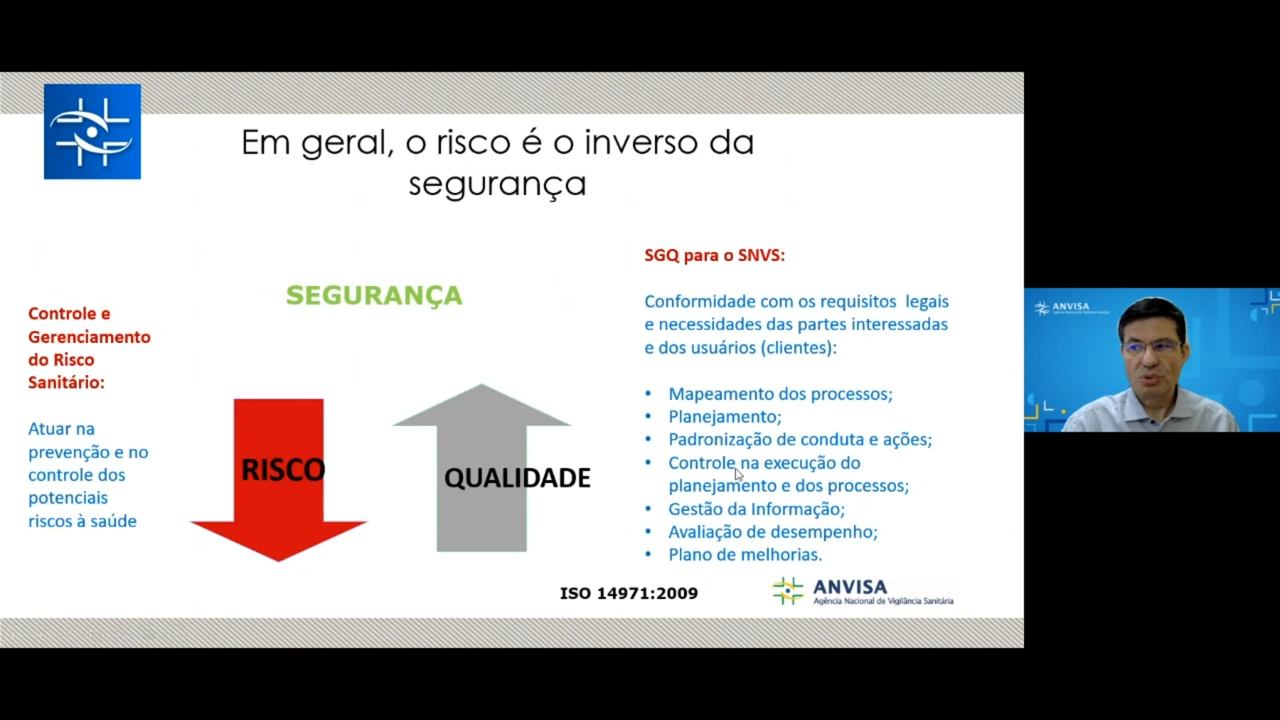 Em geral, o risco é o inverso da
segurança
SEGURANÇA
Controle e
Gerenciamento
do Risco
Sanitário:
Atuar na
prevenção e no
controle dos
potenciais
riscos à saúde
RISCO
QUALIDADE
SGQ para o SNVS:
Conformidade com os requisitos legais
e necessidades das partes interessadas
e dos usuários (clientes):
• Mapeamento dos processos;
• Planejamento;
• Padronização de conduta e ações;
• Controle na execução do
planejamento e dos processos;
• Gestão da Informação;
• Avaliação de desempenho;
• Plano de melhorias.
ISO 14971:2009
ANVISA
Agência Nacional de Vigilância Sanitária
ANVISA